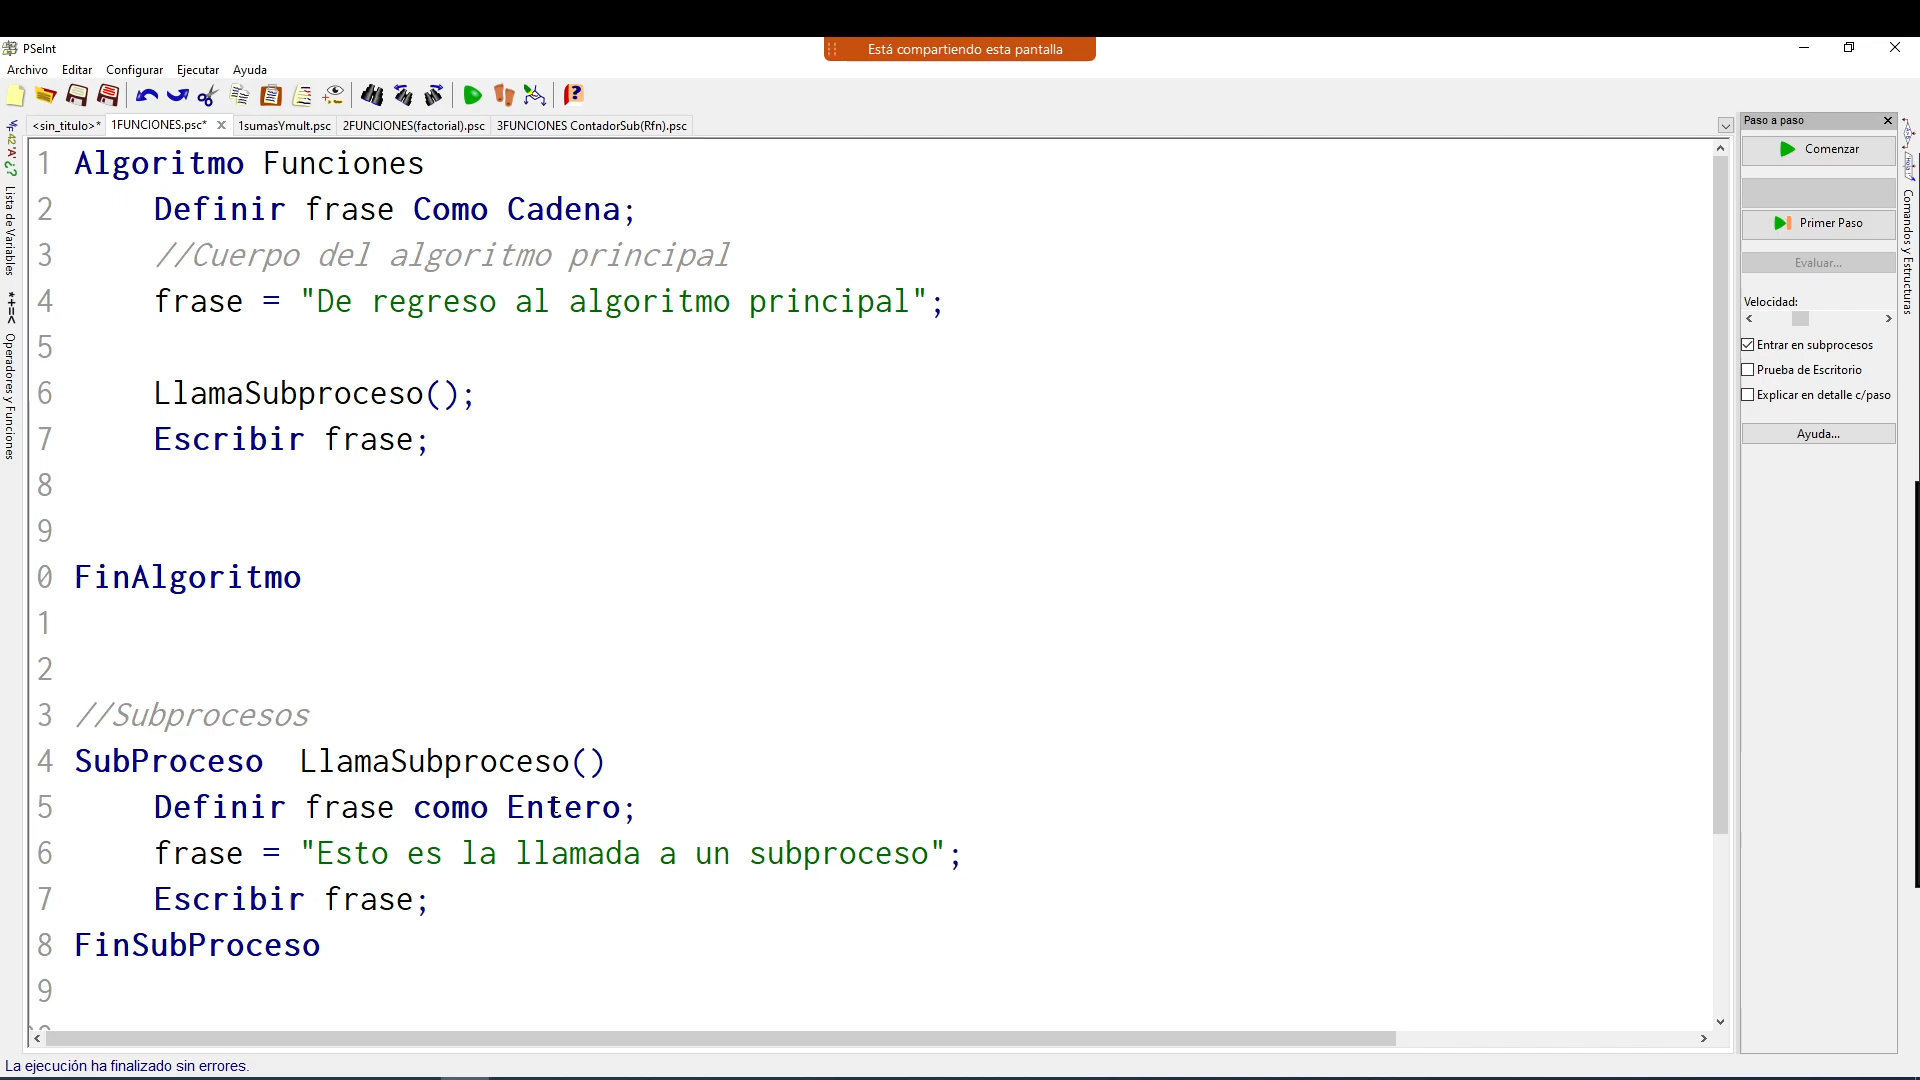 PSeInt
Está compartiendo esta pantalla
Archivo Editar Configurar Ejecutar Ayuda
<sin_titulo>* 1FUNCIONES.psc* 1sumasYmult.psc 2FUNCIONES(factorial).psc 3FUNCIONES ContadorSub(Rfn).psc
1 Algoritmo Funciones
2 Definir frase Como Cadena;
3 //Cuerpo del algoritmo principal
4 frase = "De regreso al algoritmo principal";
5
6 LlamaSubproceso();
7 Escribir frase;
8
9
0 FinAlgoritmo
1
2
3 //Subprocesos
4 SubProceso LlamaSubproceso()
5 Definir frase como Entero;
6 frase = "Esto es la llamada a un subproceso";
7 Escribir frase;
8 FinSubProceso
9
Lista de Variables
*+=< Operadores y Funciones
Paso a paso
Comenzar
Primer Paso
Evaluar...
Velocidad:
Entrar en subprocesos
Prueba de Escritorio
Explicar en detalle c/paso
Ayuda...
Comandos y Estructuras
La ejecución ha finalizado sin errores.